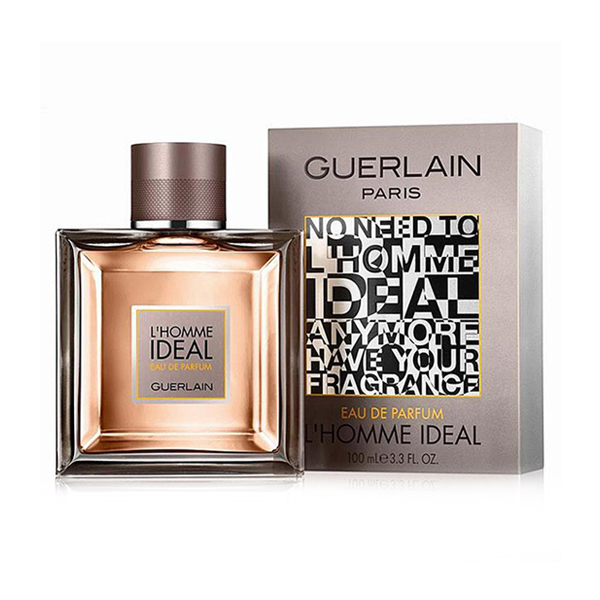 L'HOMME
IDEAL
EAU DE PARFUM
GUERLAIN
GUERLAIN
PARIS
NO NEED TO
L'HOMME
IDEAL
ANYMORE
HAVE YOUR
FRAGRANCE
EAU DE PARFUM
L'HOMME IDEAL
100 mL℮3.3 FL. OZ.